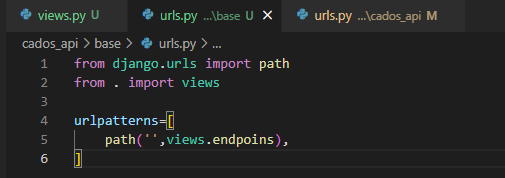 views.py U
urls.py ...\base U X
urls.py ...\cados_api M
cados_api > base > urls.py > ...
1 from django.urls import path
2 from . import views
3
4 urlpatterns=[
5 path('',views.endpoins),
6 ]